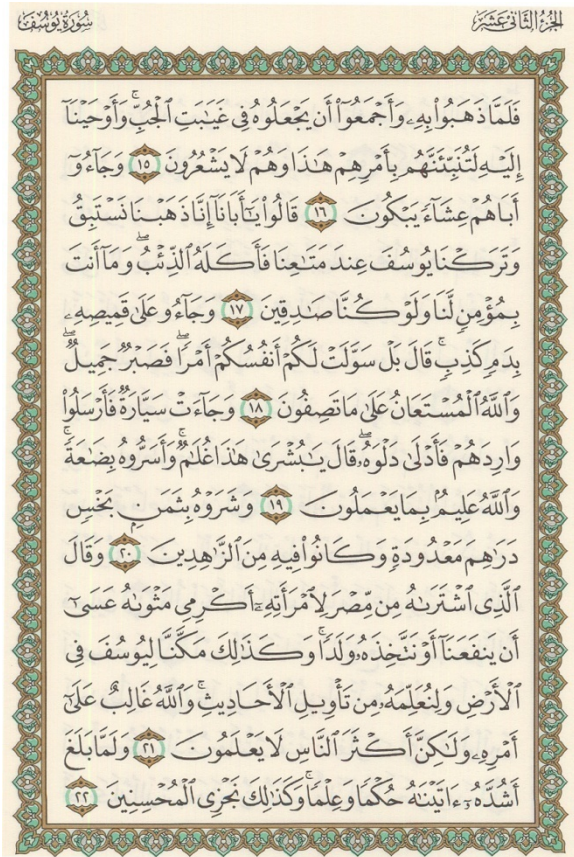 الجزء الثاني عشر
سورة يوسف
فَلَمَّا ذَهَبُوا۟ بِهِۦ وَأَجْمَعُوٓا۟ أَن يَجْعَلُوهُ فِى غَيَـٰبَتِ ٱلْجُبِّ ۚ وَأَوْحَيْنَآ
إِلَيْهِ لَتُنَبِّئَنَّهُم بِأَمْرِهِمْ هَـٰذَا وَهُمْ لَا يَشْعُرُونَ ١٥ وَجَآءُوٓ
أَبَاهُمْ عِشَآءً يَبْكُونَ ١٦ قَالُوا۟ يَـٰٓأَبَانَآ إِنَّا ذَهَبْنَا نَسْتَبِقُ
وَتَرَكْنَا يُوسُفَ عِندَ مَتَـٰعِنَا فَأَكَلَهُ ٱلذِّئْبُ ۖ وَمَآ أَنتَ
بِمُؤْمِنٍ لَّنَا وَلَوْ كُنَّا صَـٰدِقِينَ ١٧ وَجَآءُو عَلَىٰ قَمِيصِهِۦ
بِدَمٍ كَذِبٍ ۚ قَالَ بَلْ سَوَّلَتْ لَكُمْ أَنفُسُكُمْ أَمْرًا ۖ فَصَبْرٌ جَمِيلٌ ۖ
وَٱللَّهُ ٱلْمُسْتَعَانُ عَلَىٰ مَا تَصِفُونَ ١٨ وَجَآءَتْ سَيَّارَةٌ فَأَرْسَلُوا۟
وَارِدَهُمْ فَأَدْلَىٰ دَلْوَهُۥ ۖ قَالَ يَـٰبُشْرَىٰ هَـٰذَا غُلَـٰمٌ ۚ وَأَسَرُّوهُ بِضَـٰعَةً ۚ
وَٱللَّهُ عَلِيمٌۢ بِمَا يَعْمَلُونَ ١٩ وَشَرَوْهُ بِثَمَنٍۭ بَخْسٍ
دَرَٰهِمَ مَعْدُودَةٍ وَكَانُوا۟ فِيهِ مِنَ ٱلزَّٰهِدِينَ ٢٠ وَقَالَ
ٱلَّذِى ٱشْتَرَىٰهُ مِن مِّصْرَ لِٱمْرَأَتِهِۦٓ أَكْرِمِى مَثْوَىٰهُ عَسَىٰٓ
أَن يَنفَعَنَآ أَوْ نَتَّخِذَهُۥ وَلَدًا ۚ وَكَذَٰلِكَ مَكَّنَّا لِيُوسُفَ فِى
ٱلْأَرْضِ وَلِنُعَلِّمَهُۥ مِن تَأْوِيلِ ٱلْأَحَادِيثِ ۚ وَٱللَّهُ غَالِبٌ عَلَىٰٓ
أَمْرِهِۦ وَلَـٰكِنَّ أَكْثَرَ ٱلنَّاسِ لَا يَعْلَمُونَ ٢١ وَلَمَّا بَلَغَ
أَشُدَّهُۥٓ ءَاتَيْنَـٰهُ حُكْمًا وَعِلْمًا ۚ وَكَذَٰلِكَ نَجْزِى ٱلْمُحْسِنِينَ ٢٢